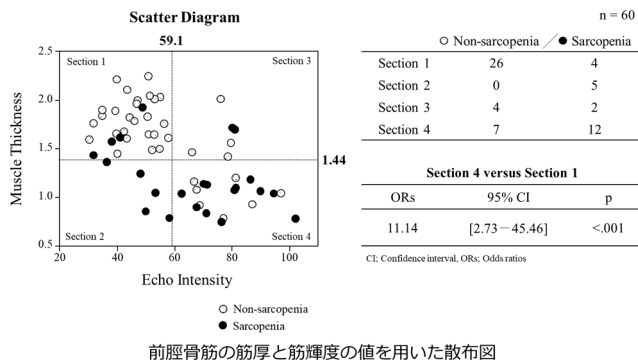 Scatter Diagram
n = 60
59.1
○ Non-sarcopenia / ● Sarcopenia
Section 1 26 4
Section 2 0 5
Section 3 4 2
Section 4 7 12
Section 4 versus Section 1
ORs 95% CI p
11.14 [2.73－45.46] <.001
CI; Confidence interval, ORs; Odds ratios
Muscle Thickness
2.5
2.0
1.5
1.0
0.5
Section 1
Section 3
1.44
Section 2
Section 4
20 40 60 80 100
Echo Intensity
○ Non-sarcopenia
● Sarcopenia
前脛骨筋の筋厚と筋輝度の値を用いた散布図